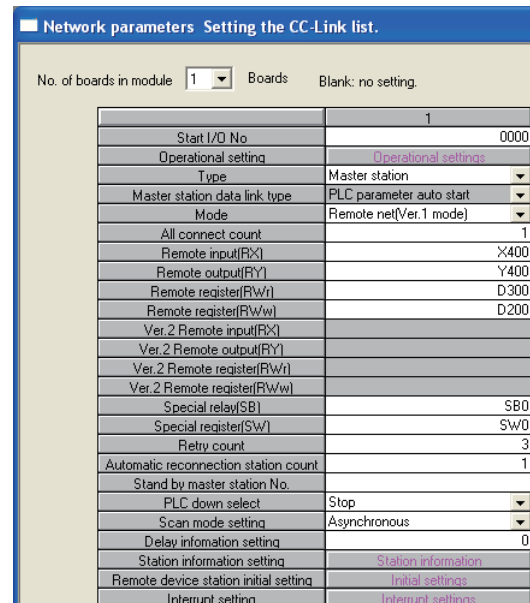 Network parameters Setting the CC-Link list.
No. of boards in module 1 Boards Blank: no setting.
1
Start I/O No 0000
Operational setting Operational settings
Type Master station
Master station data link type PLC parameter auto start
Mode Remote net(Ver.1 mode)
All connect count 1
Remote input(RX) X400
Remote output(RY) Y400
Remote register(RWr) D300
Remote register(RWw) D200
Ver.2 Remote input(RX)
Ver.2 Remote output(RY)
Ver.2 Remote register(RWr)
Ver.2 Remote register(RWw)
Special relay(SB) SB0
Special register(SW) SW0
Retry count 3
Automatic reconnection station count 1
Stand by master station No.
PLC down select Stop
Scan mode setting Asynchronous
Delay infomation setting 0
Station information setting Station information
Remote device station initial setting Initial settings
Interrupt setting Interrupt settings